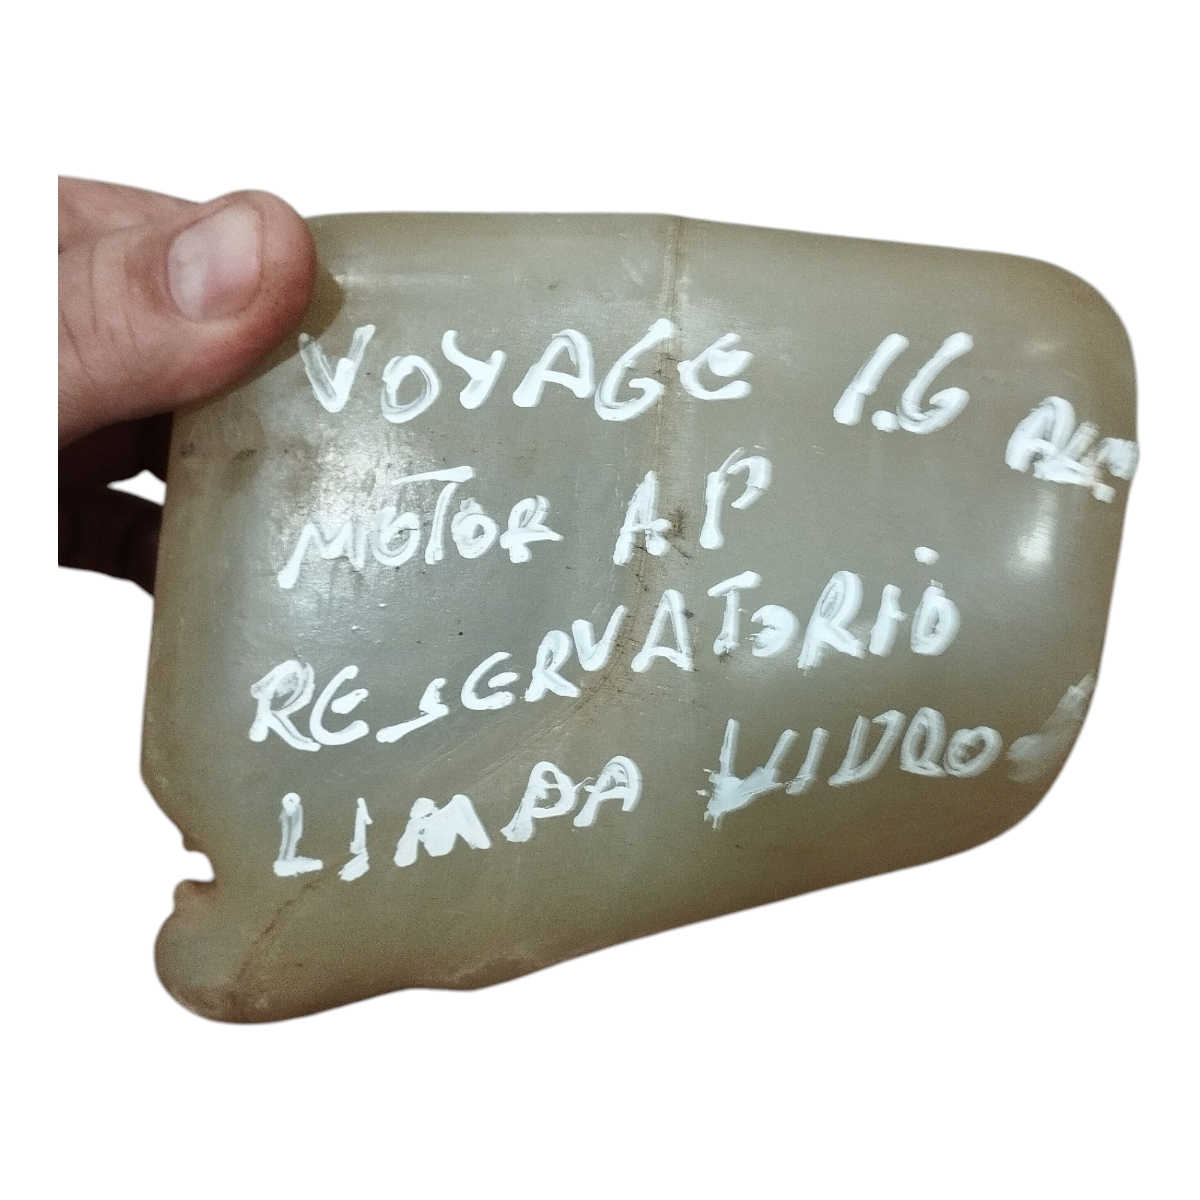 VOYAGE 1.6
MOTOR AP
RESERVATORIO
LIMPA VIDRO